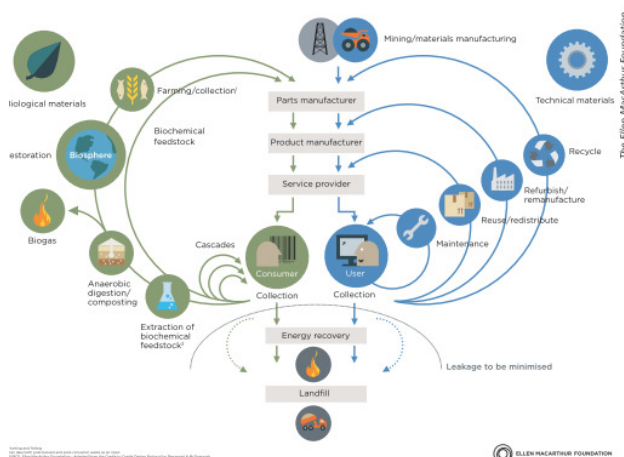 Mining/materials manufacturing
The Ellen MacArthur Foundation
iological materials
Technical materials
Farming/collection¹
Parts manufacturer
Biochemical
feedstock
Product manufacturer
Recycle
estoration
Biosphere
Service provider
Refurbish/
remanufacture
Reuse/redistribute
Biogas
Maintenance
Cascades
Consumer
User
Anaerobic
digestion/
composting
Collection
Collection
Extraction of
biochemical
feedstock²
Energy recovery
Leakage to be minimised
Landfill
ELLEN MACARTHUR FOUNDATION